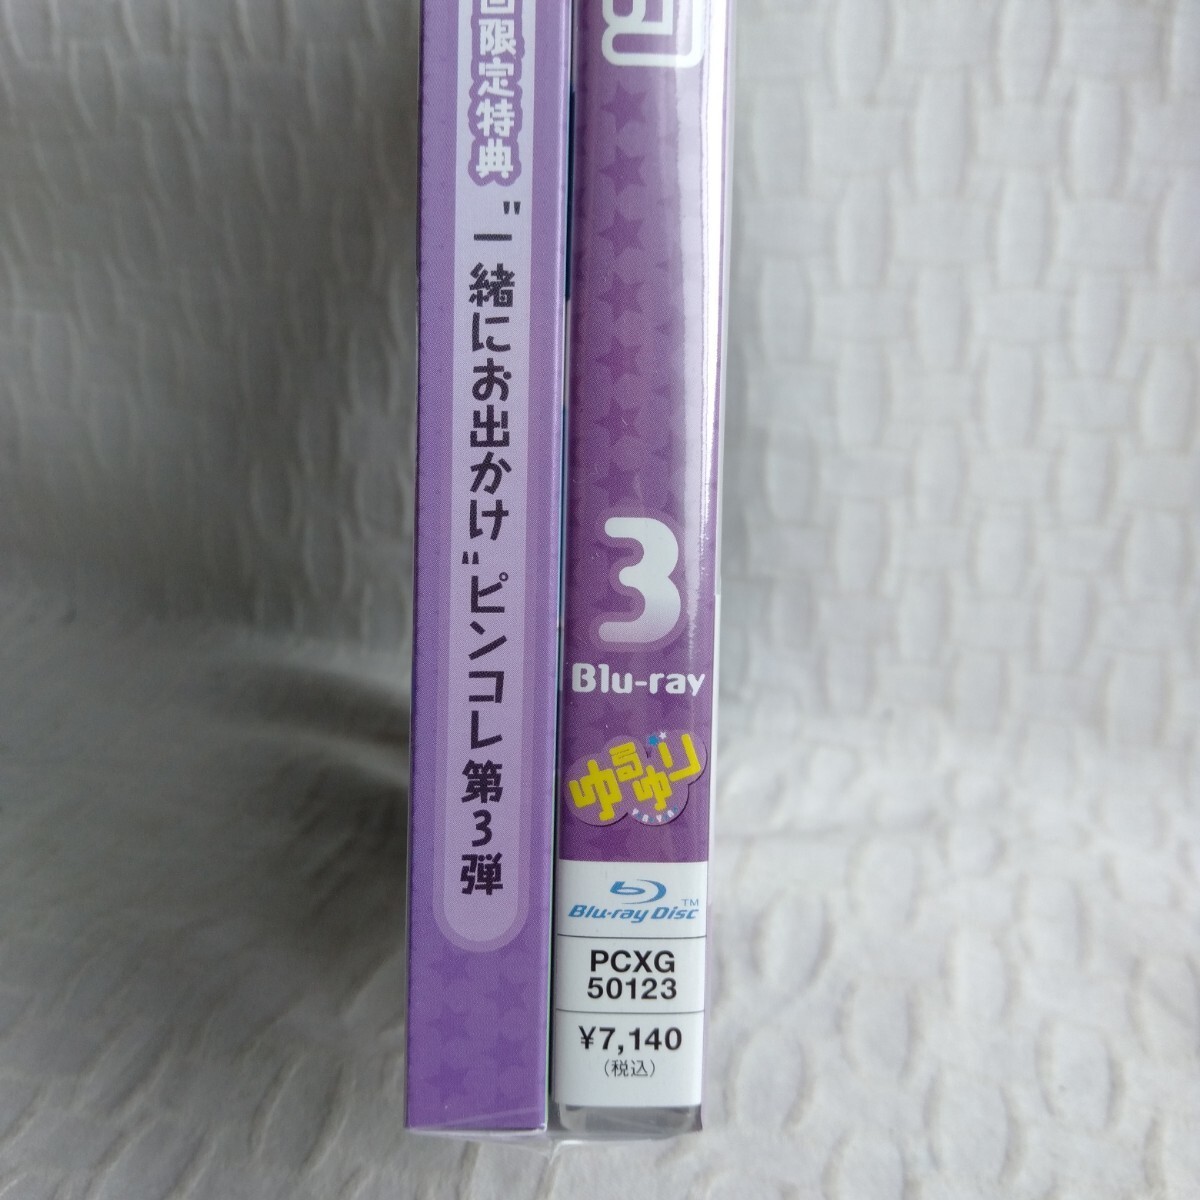 回限定特典
"一緒にお出かけ"ピンコレ第3弾
3
Blu-ray
ゆるゆり
Blu-ray Disc™
PCXG
50123
¥7,140
(税込)